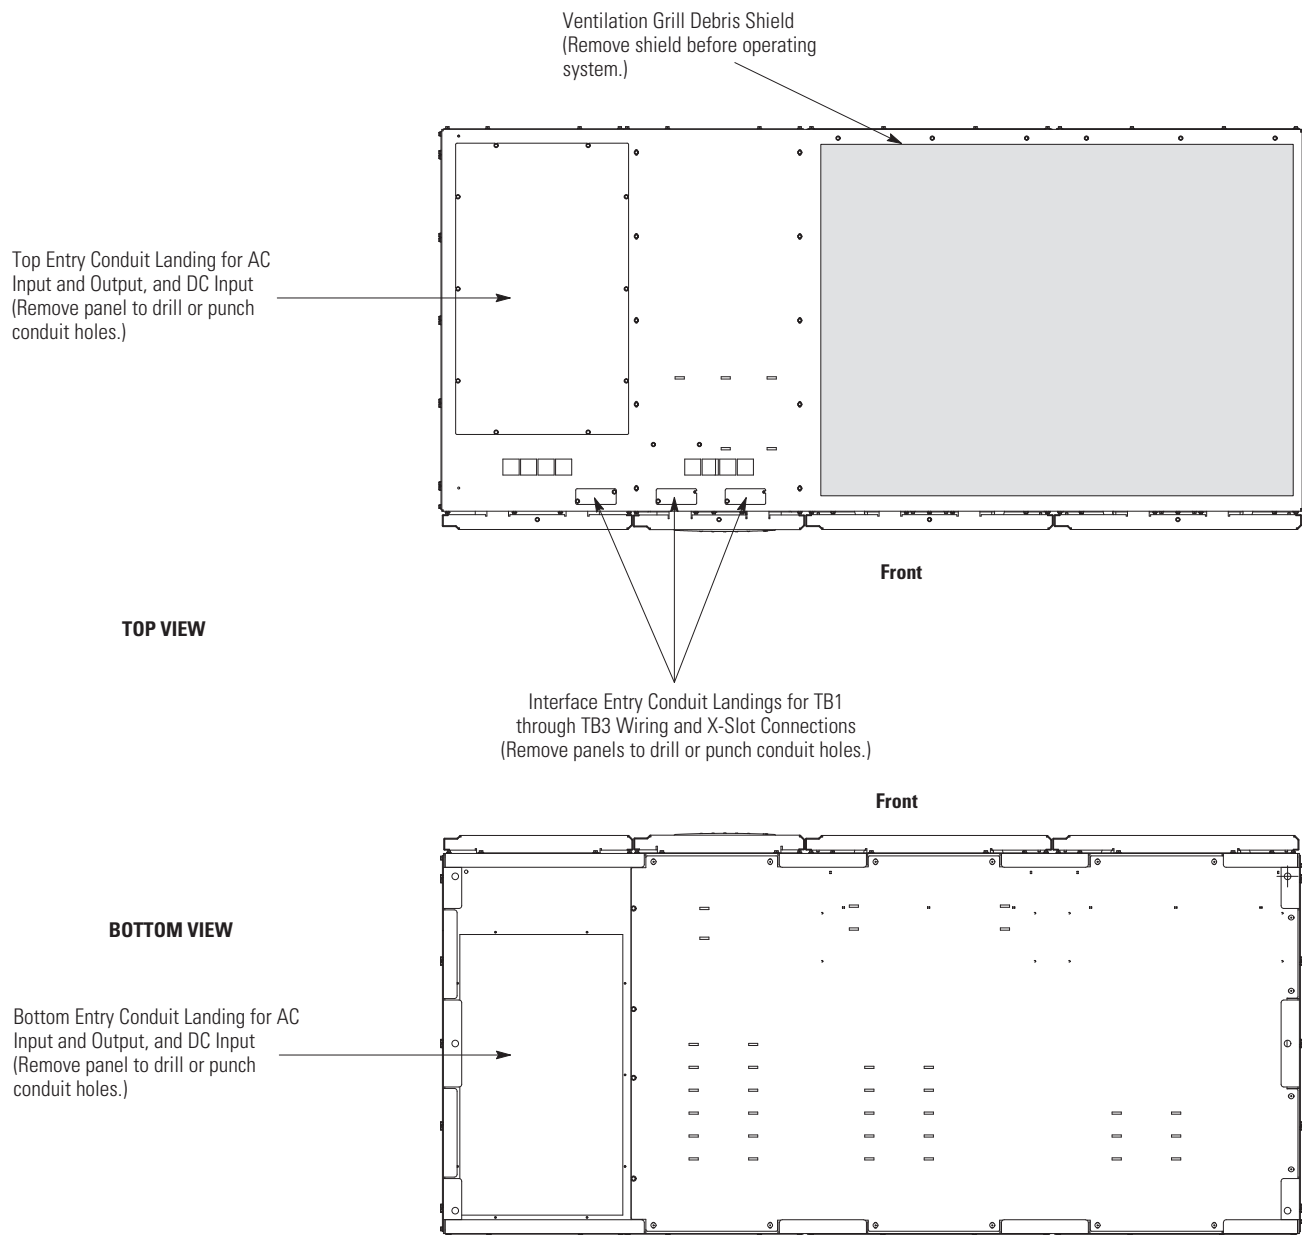 Ventilation Grill Debris Shield
(Remove shield before operating
system.)
Top Entry Conduit Landing for AC
Input and Output, and DC Input
(Remove panel to drill or punch
conduit holes.)
Front
TOP VIEW
Interface Entry Conduit Landings for TB1
through TB3 Wiring and X-Slot Connections
(Remove panels to drill or punch conduit holes.)
Front
BOTTOM VIEW
Bottom Entry Conduit Landing for AC
Input and Output, and DC Input
(Remove panel to drill or punch
conduit holes.)